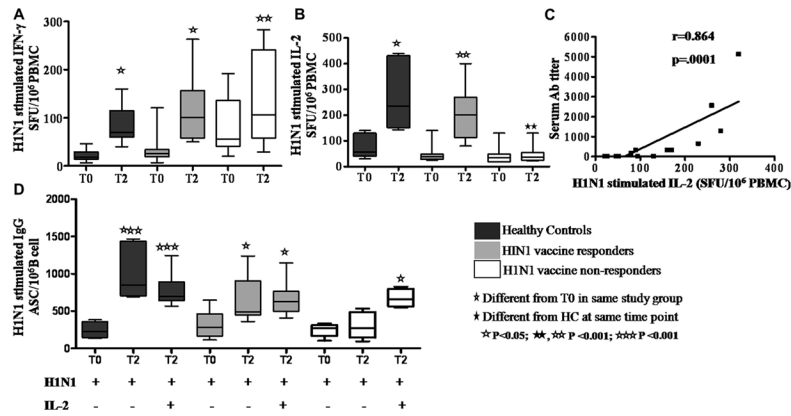 A
H1N1 stimulated IFN-γ
SFU/10⁶ PBMC
300
200
100
0
☆
☆
☆☆
T0 T2 T0 T2 T0 T2
B
H1N1 stimulated IL-2
SFU/10⁶ PBMC
500
400
300
200
100
0
☆
☆☆
★★
T0 T2 T0 T2 T0 T2
C
r=0.864
p=.0001
Serum Ab titer
6000
5000
4000
3000
2000
1000
0
0 100 200 300 400
H1N1 stimulated IL-2 (SFU/10⁶ PBMC)
D
H1N1 stimulated IgG
ASC/10⁶B cell
2000
1500
1000
500
0
☆☆☆
☆☆☆
☆
☆
☆
T0 T2 T2 T0 T2 T2 T0 T2 T2
H1N1 + + + + + + + + +
IL-2 - - + - - + - - +
Healthy Controls
HIN1 vaccine responders
H1N1 vaccine non-responders
☆ Different from T0 in same study group
★ Different from HC at same time point
☆ P<0.05; ★★, ☆☆ P <0.001; ☆☆☆ P <0.001